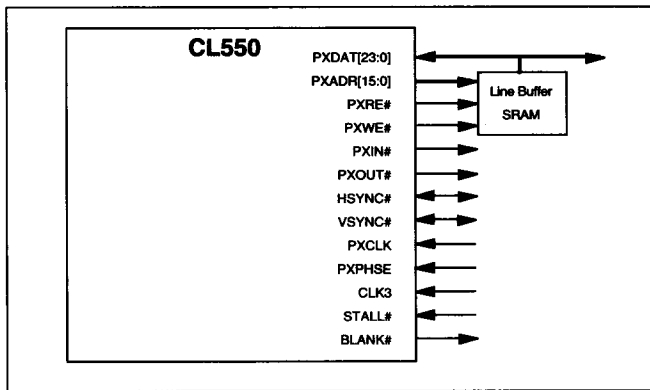 CL550
PXDAT[23:0]
PXADR[15:0]
PXRE#
PXWE#
PXIN#
PXOUT#
HSYNC#
VSYNC#
PXCLK
PXPHSE
CLK3
STALL#
BLANK#
Line Buffer
SRAM